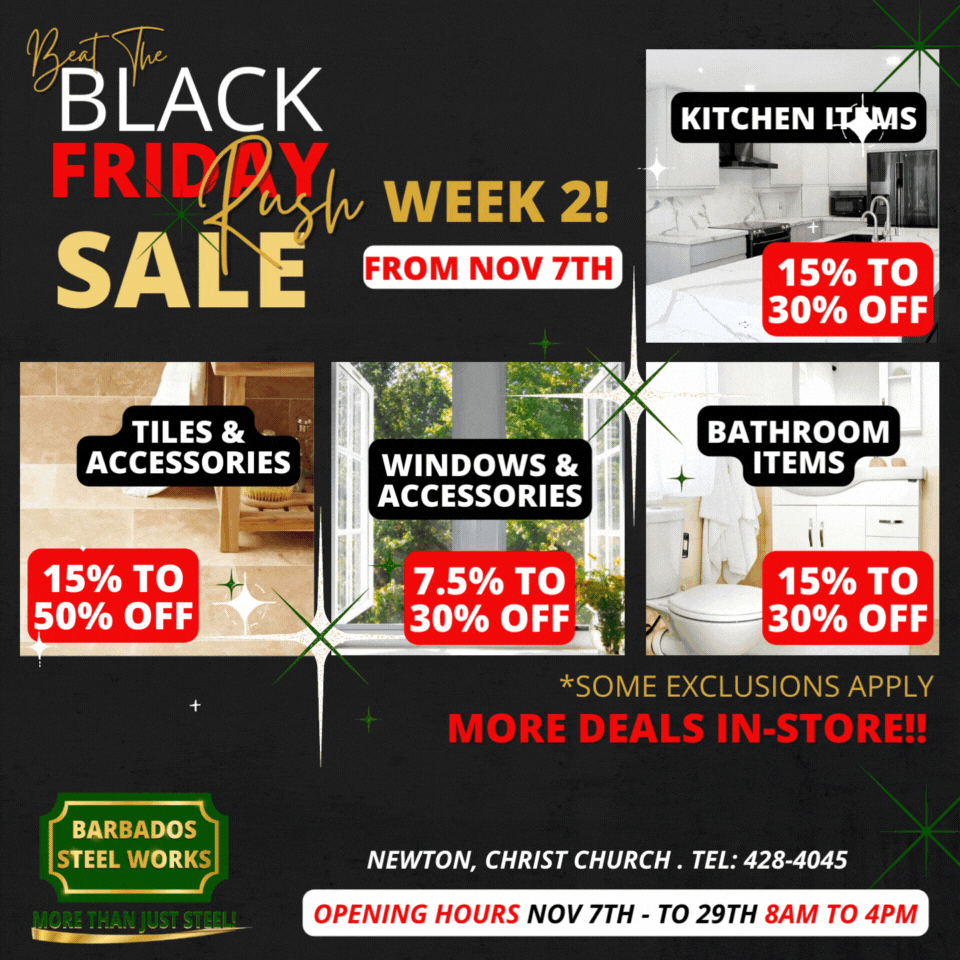 Beat The
BLACK
FRIDAY
Rush
SALE
WEEK 2!
FROM NOV 7TH
KITCHEN ITEMS
15% TO
30% OFF
TILES &
ACCESSORIES
15% TO
50% OFF
WINDOWS &
ACCESSORIES
7.5% TO
30% OFF
BATHROOM
ITEMS
15% TO
30% OFF
*SOME EXCLUSIONS APPLY
MORE DEALS IN-STORE!!
BARBADOS
STEEL WORKS
MORE THAN JUST STEEL!
NEWTON, CHRIST CHURCH . TEL: 428-4045
OPENING HOURS NOV 7TH - TO 29TH 8AM TO 4PM